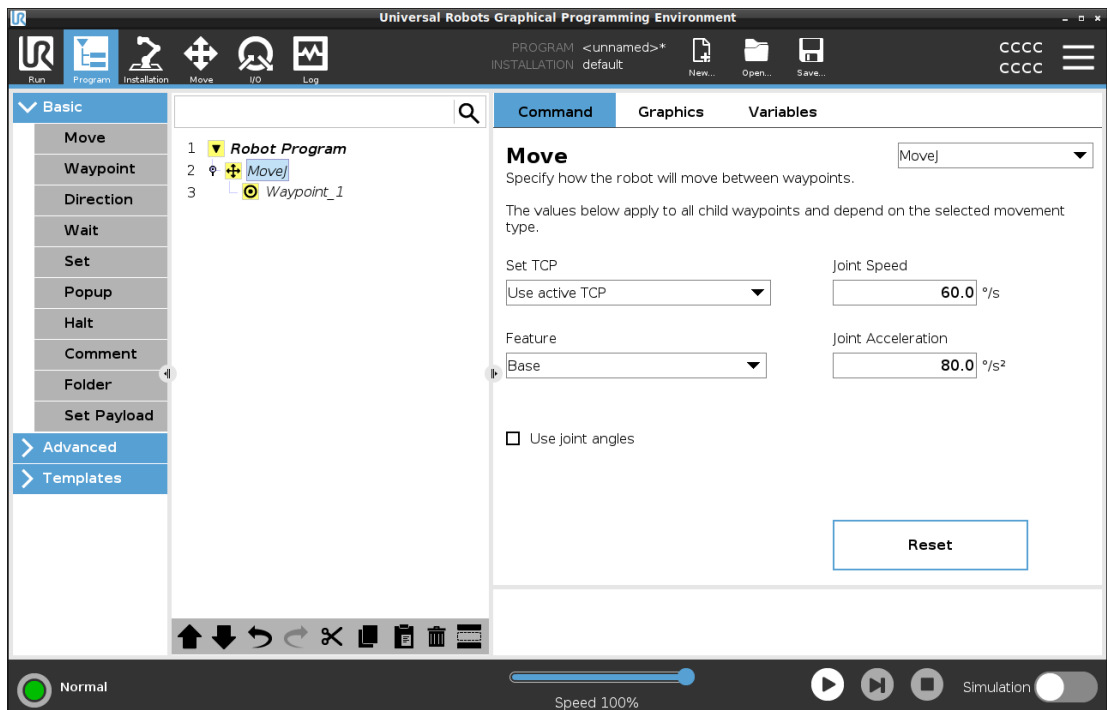 Universal Robots Graphical Programming Environment
UR
Run
Program
Installation
Move
I/O
Log
PROGRAM <unnamed>*
INSTALLATION default
New...
Open...
Save...
CCCC
CCCC
Basic
Move
Waypoint
Direction
Wait
Set
Popup
Halt
Comment
Folder
Set Payload
Advanced
Templates
1 Robot Program
2 MoveJ
3 Waypoint_1
Command Graphics Variables
Move
MoveJ
Specify how the robot will move between waypoints.
The values below apply to all child waypoints and depend on the selected movement
type.
Set TCP
Use active TCP
Joint Speed
60.0 °/s
Feature
Base
Joint Acceleration
80.0 °/s²
Use joint angles
Reset
Normal
Speed 100%
Simulation